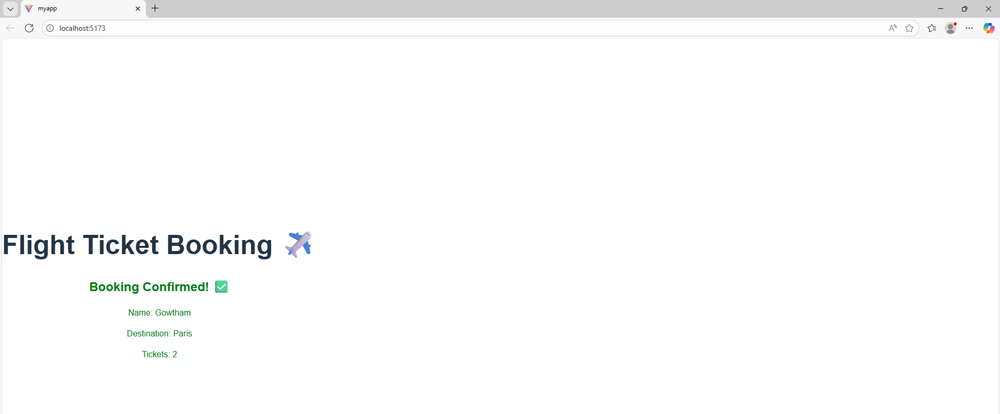 myapp
localhost:5173
Flight Ticket Booking ✈️
Booking Confirmed! ✅
Name: Gowtham
Destination: Paris
Tickets: 2